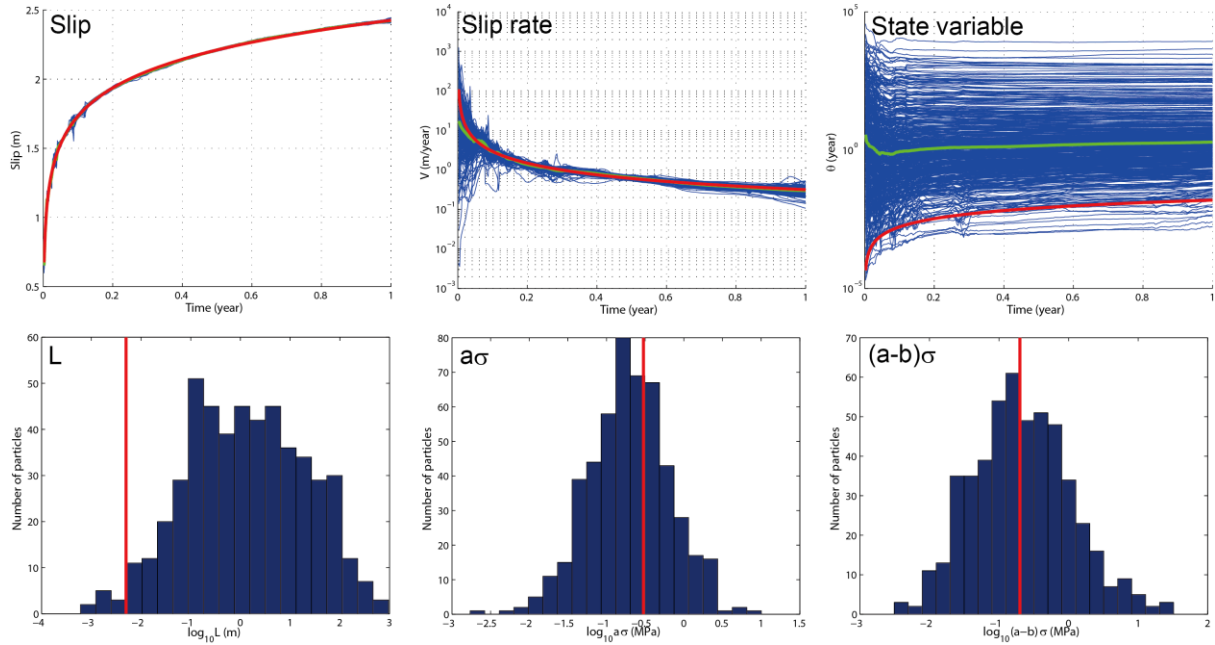 Slip
2.5
2
1.5
1
0.5
Slip (m)
0 0.2 0.4 0.6 0.8 1
Time (year)
Slip rate
10^4
10^3
10^2
10^1
10^0
10^-1
10^-2
10^-3
V (m/year)
0 0.2 0.4 0.6 0.8 1
Time (year)
State variable
10^5
10^0
10^-5
θ (year)
0 0.2 0.4 0.6 0.8 1
Time (year)
L
60
50
40
30
20
10
0
Number of particles
−4 −3 −2 −1 0 1 2 3
log10L (m)
aσ
80
70
60
50
40
30
20
10
0
Number of particles
−3 −2.5 −2 −1.5 −1 −0.5 0 0.5 1 1.5
log10aσ (MPa)
(a-b)σ
70
60
50
40
30
20
10
0
Number of particles
−3 −2 −1 0 1 2
log10(a−b)σ (MPa)